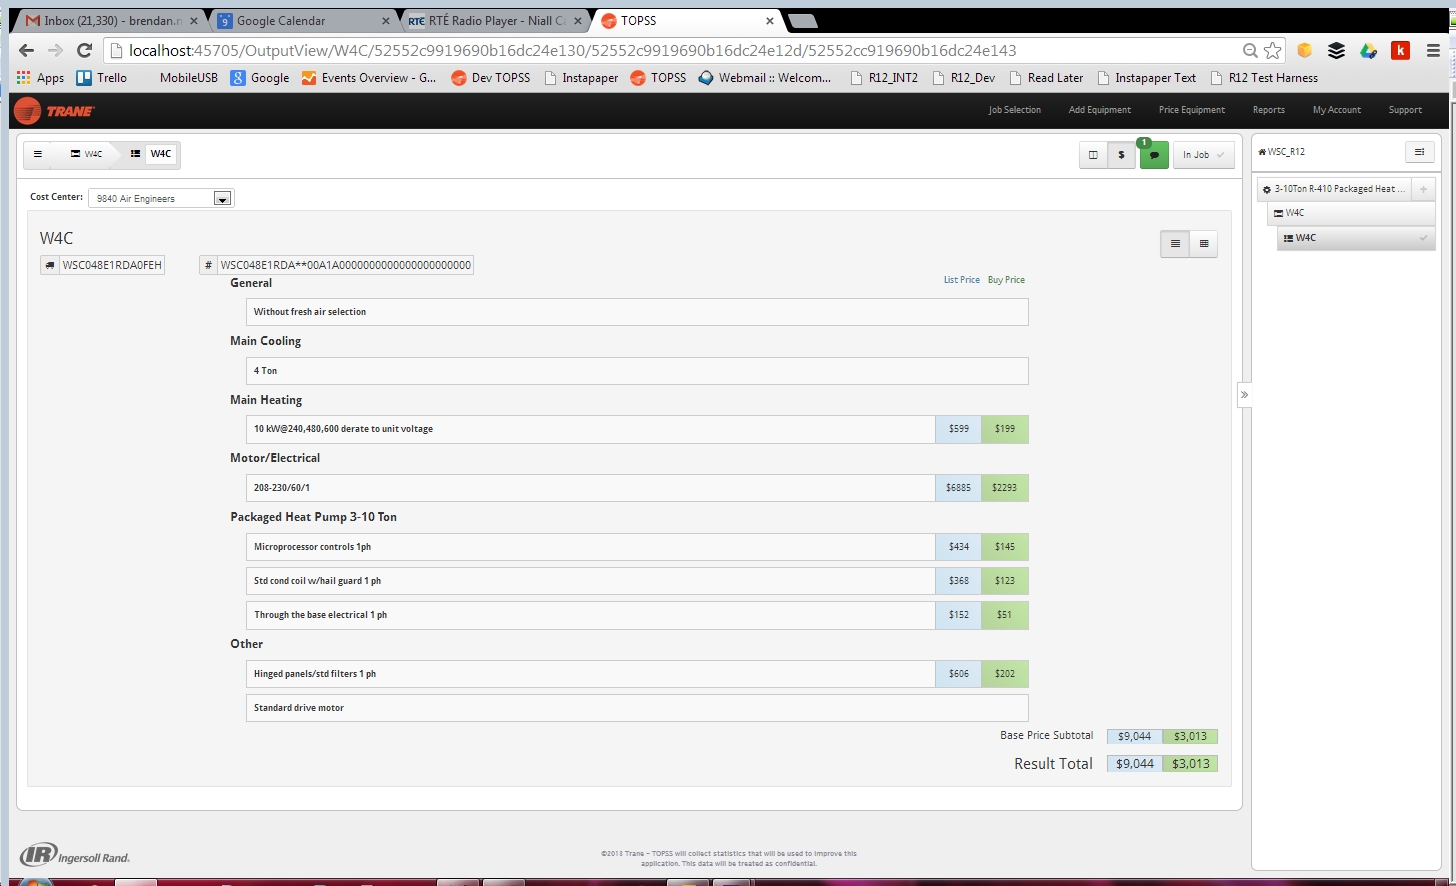 Inbox (21,330) - brendan.n
Google Calendar
RTÉ RTÉ Radio Player - Niall Ca
TOPSS
localhost:45705/OutputView/W4C/52552c9919690b16dc24e130/52552c9919690b16dc24e12d/52552cc919690b16dc24e143
Apps Trello MobileUSB Google Events Overview - G... Dev TOPSS Instapaper TOPSS Webmail :: Welcom... R12_INT2 R12_Dev Read Later Instapaper Text R12 Test Harness
TRANE Job Selection Add Equipment Price Equipment Reports My Account Support
W4C W4C $ 1 In Job
WSC_R12
Cost Center: 9840 Air Engineers
3-10Ton R-410 Packaged Heat ...
W4C
W4C
W4C
WSC048E1RDA0FEH # WSC048E1RDA**00A1A0000000000000000000000
General List Price Buy Price
Without fresh air selection
Main Cooling
4 Ton
Main Heating
10 kW@240,480,600 derate to unit voltage $599 $199
Motor/Electrical
208-230/60/1 $6885 $2293
Packaged Heat Pump 3-10 Ton
Microprocessor controls 1ph $434 $145
Std cond coil w/hail guard 1 ph $368 $123
Through the base electrical 1 ph $152 $51
Other
Hinged panels/std filters 1 ph $606 $202
Standard drive motor
Base Price Subtotal $9,044 $3,013
Result Total $9,044 $3,013
IR Ingersoll Rand.
©2013 Trane - TOPSS will collect statistics that will be used to improve this
application. This data will be treated as confidential.